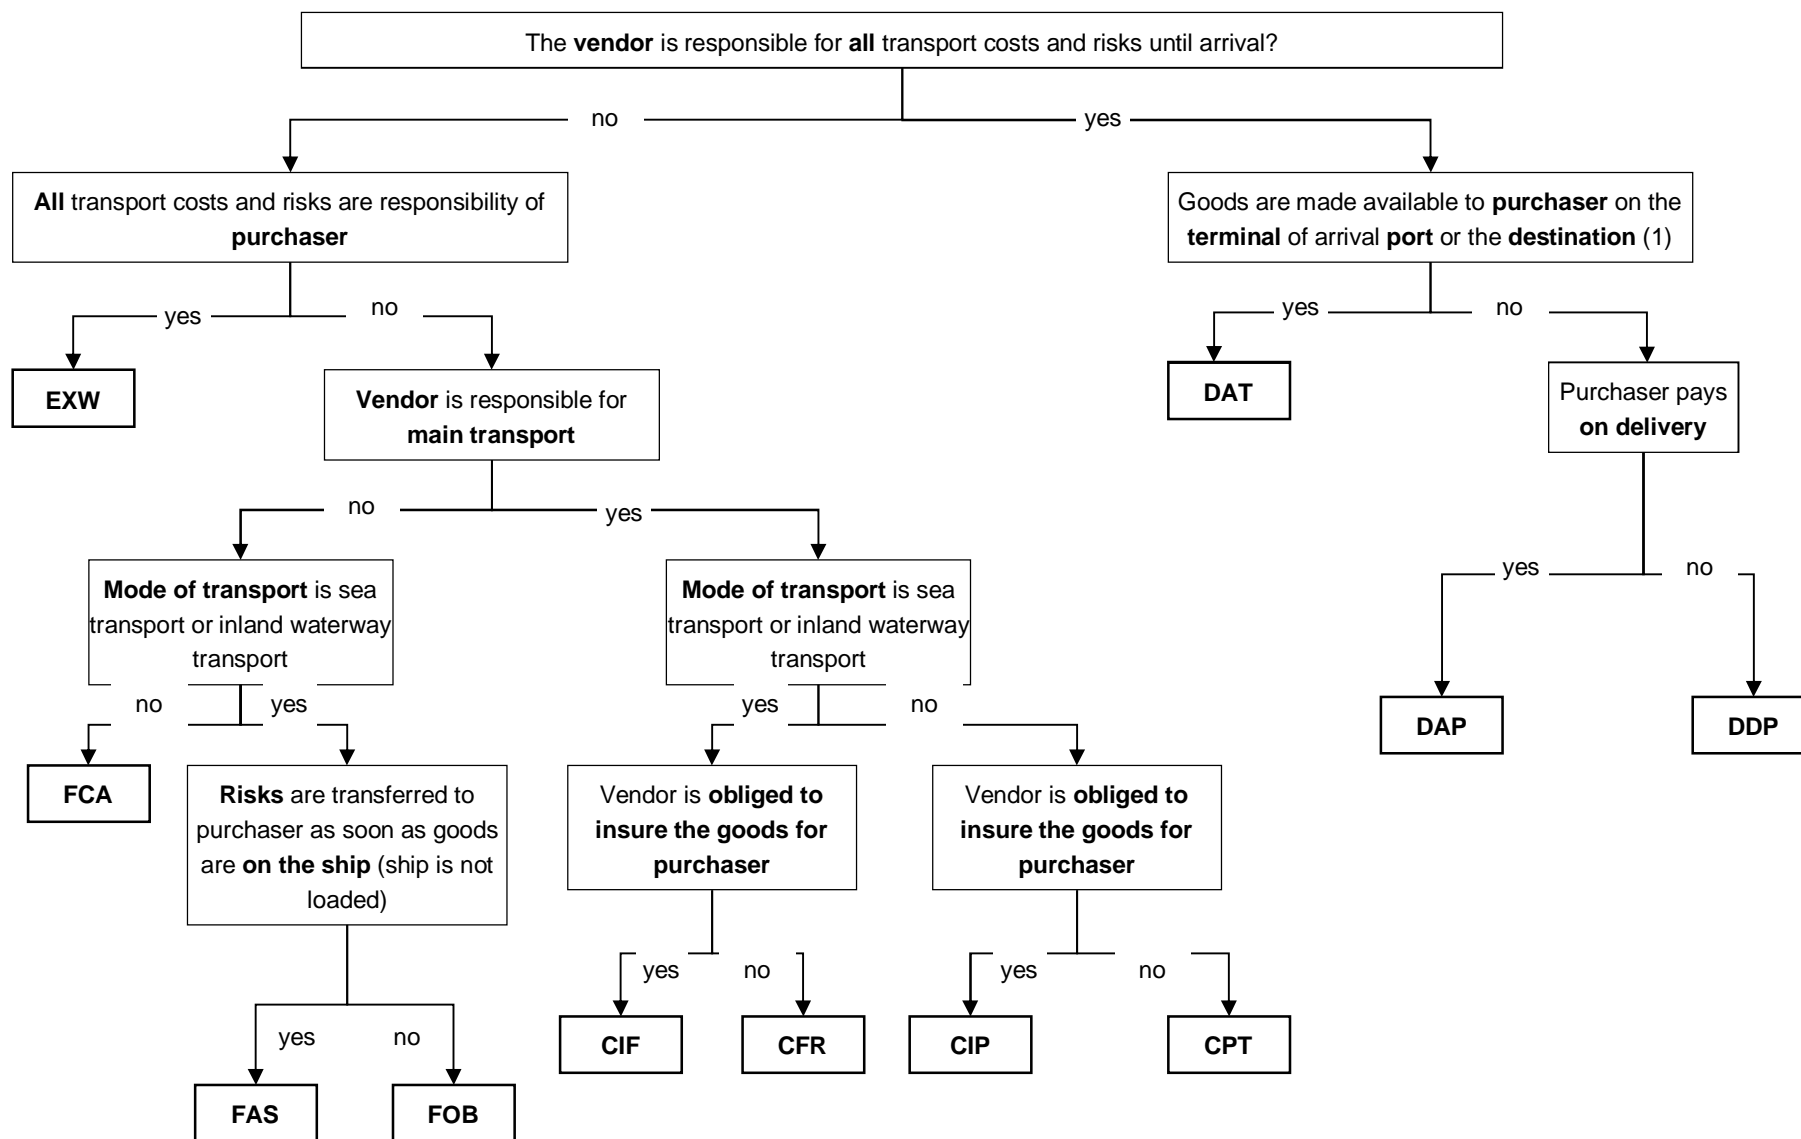 The vendor is responsible for all transport costs and risks until arrival?
no
yes
All transport costs and risks are responsibility of
purchaser
Goods are made available to purchaser on the
terminal of arrival port or the destination (1)
yes
no
yes
no
EXW
Vendor is responsible for
main transport
DAT
Purchaser pays
on delivery
no
yes
yes
no
Mode of transport is sea
transport or inland waterway
transport
Mode of transport is sea
transport or inland waterway
transport
no
yes
yes
no
DAP
DDP
FCA
Risks are transferred to
purchaser as soon as goods
are on the ship (ship is not
loaded)
Vendor is obliged to
insure the goods for
purchaser
Vendor is obliged to
insure the goods for
purchaser
yes
no
yes
no
yes
no
CIF
CFR
CIP
CPT
FAS
FOB